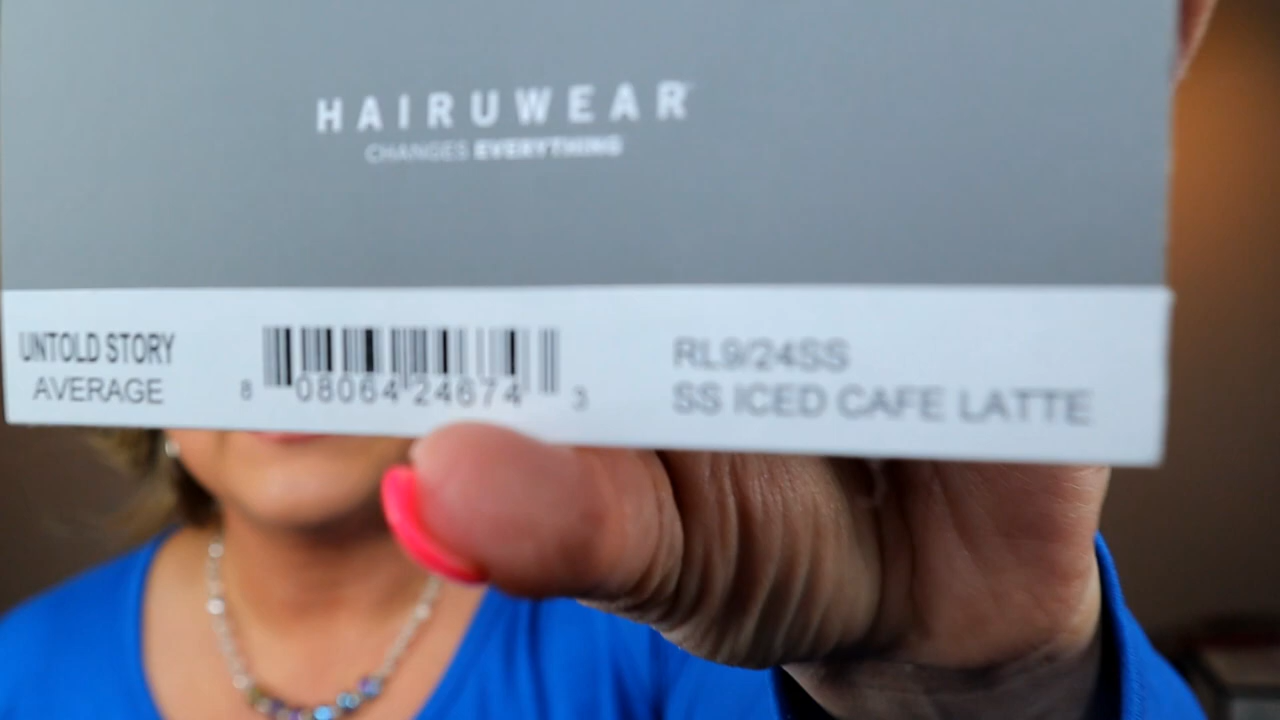 HAIRUWEAR
CHANGES EVERYTHING
UNTOLD STORY
AVERAGE
8 08064 24674 3
RL9/24SS
SS ICED CAFE LATTE